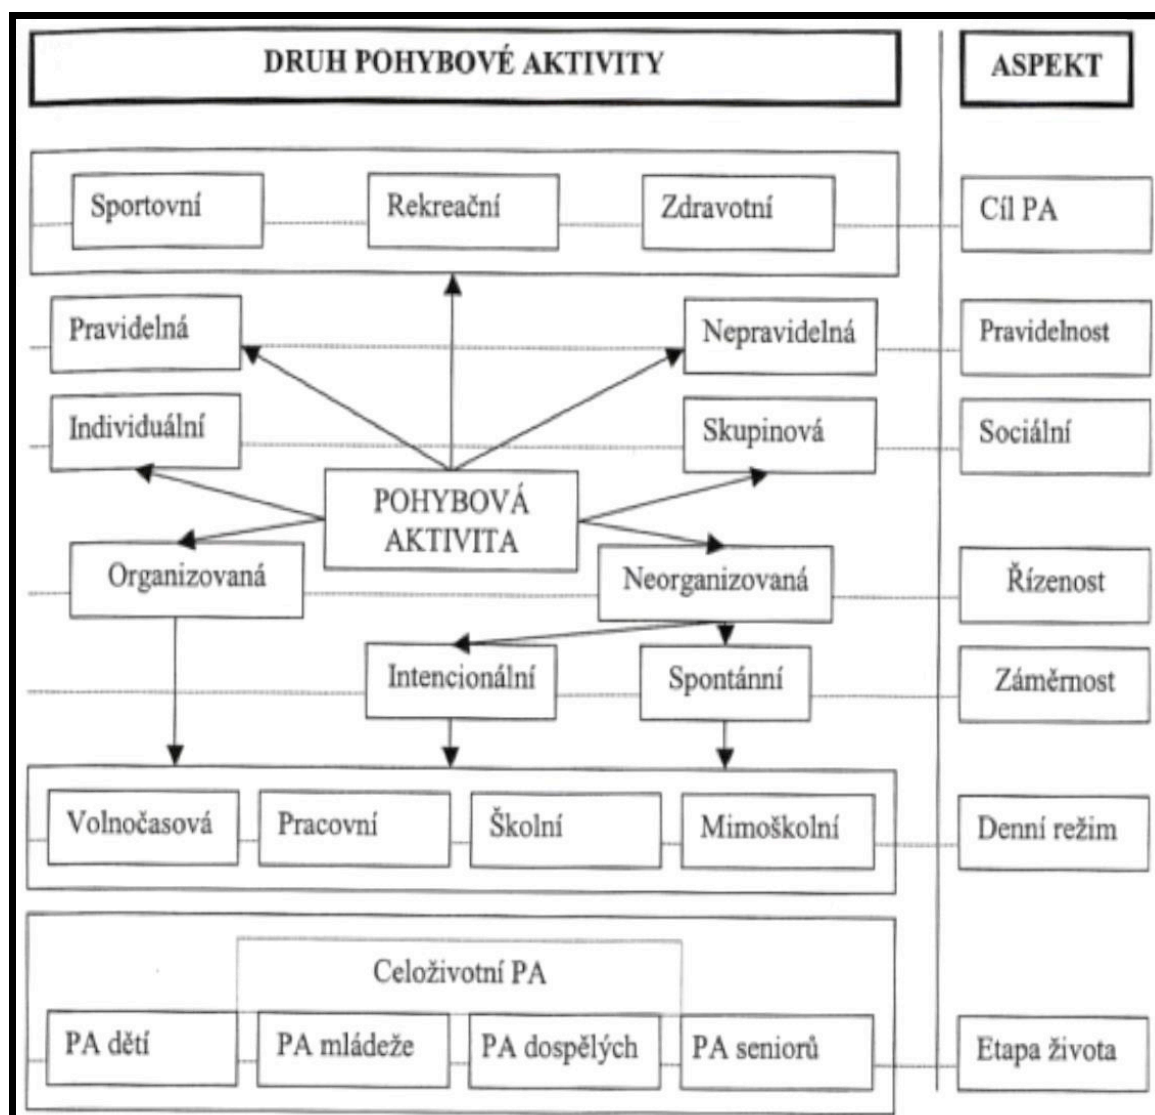 DRUH POHYBOVÉ AKTIVITY
ASPEKT
Sportovní
Rekreační
Zdravotní
Cíl PA
Pravidelná
Nepravidelná
Pravidelnost
Individuální
Skupinová
Sociální
POHYBOVÁ
AKTIVITA
Organizovaná
Neorganizovaná
Řízenost
Intencionální
Spontánní
Záměrnost
Volnočasová
Pracovní
Školní
Mimoškolní
Denní režim
Celoživotní PA
PA dětí
PA mládeže
PA dospělých
PA seniorů
Etapa života